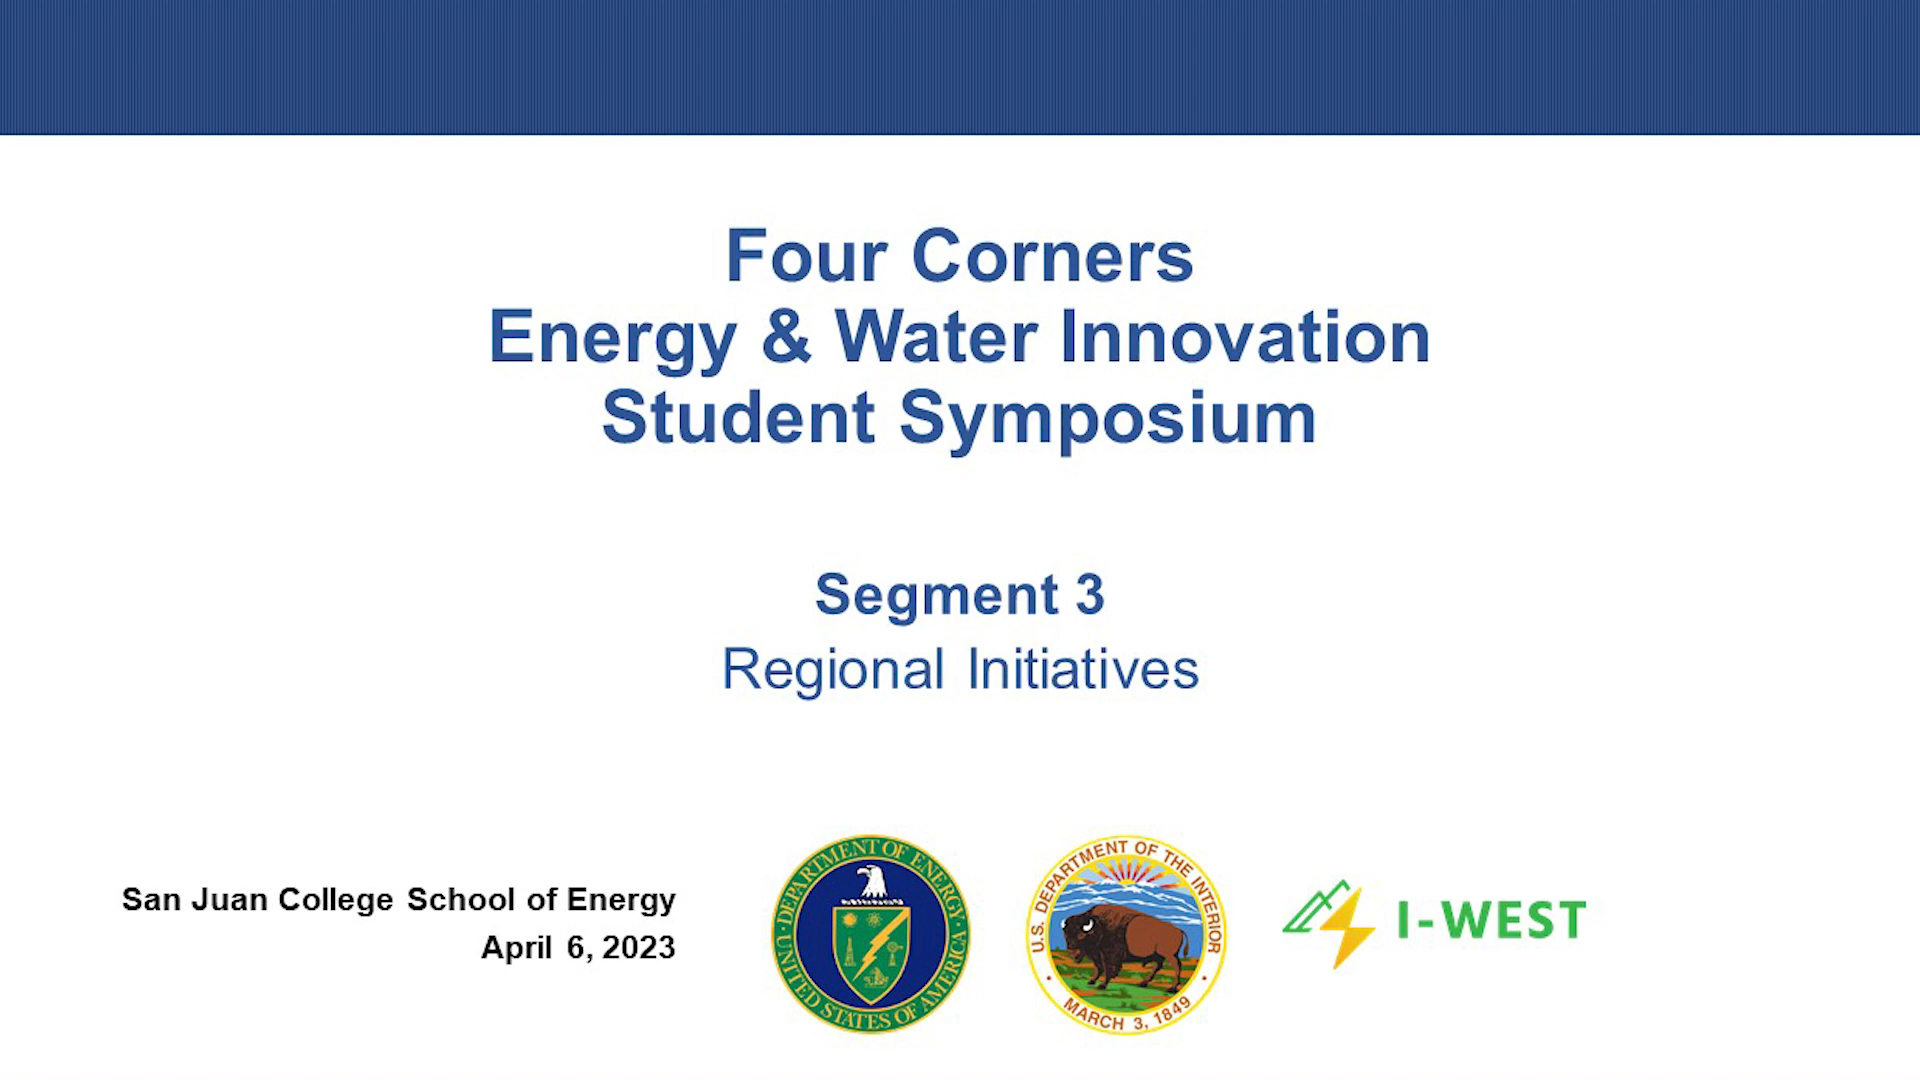 Four Corners
Energy & Water Innovation
Student Symposium
Segment 3
Regional Initiatives
San Juan College School of Energy
April 6, 2023
DEPARTMENT OF ENERGY
UNITED STATES OF AMERICA
U.S. DEPARTMENT OF THE INTERIOR
MARCH 3, 1849
I-WEST